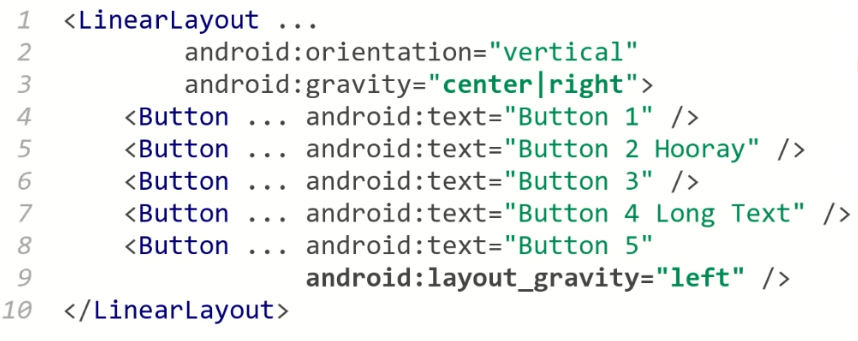 1 <LinearLayout ...
2 android:orientation="vertical"
3 android:gravity="center|right">
4 <Button ... android:text="Button 1" />
5 <Button ... android:text="Button 2 Hooray" />
6 <Button ... android:text="Button 3" />
7 <Button ... android:text="Button 4 Long Text" />
8 <Button ... android:text="Button 5"
9 android:layout_gravity="left" />
10 </LinearLayout>